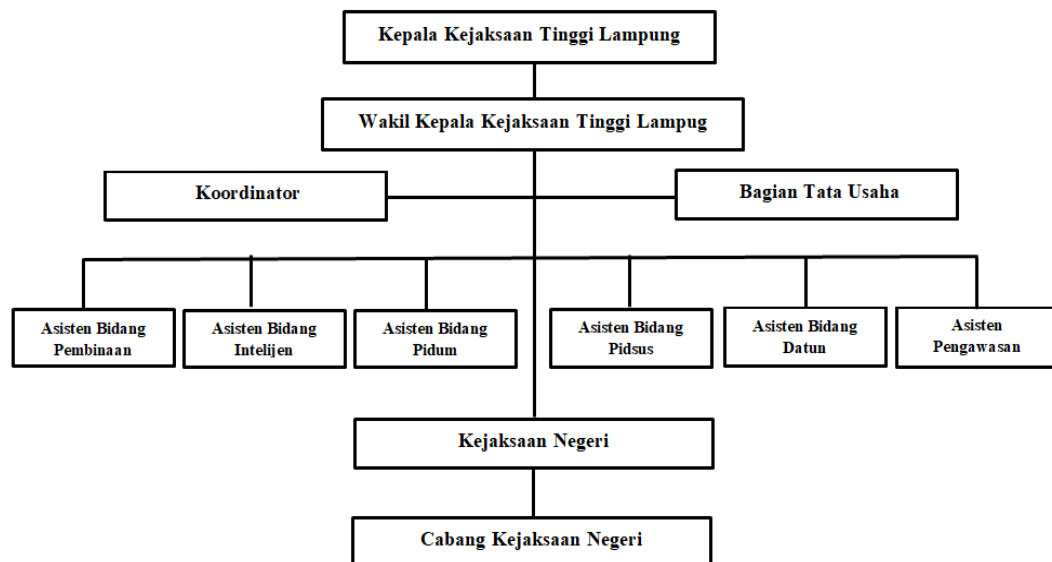 Kepala Kejaksaan Tinggi Lampung
Wakil Kepala Kejaksaan Tinggi Lampug
Koordinator
Bagian Tata Usaha
Asisten Bidang
Pembinaan
Asisten Bidang
Intelijen
Asisten Bidang
Pidum
Asisten Bidang
Pidsus
Asisten Bidang
Datun
Asisten
Pengawasan
Kejaksaan Negeri
Cabang Kejaksaan Negeri